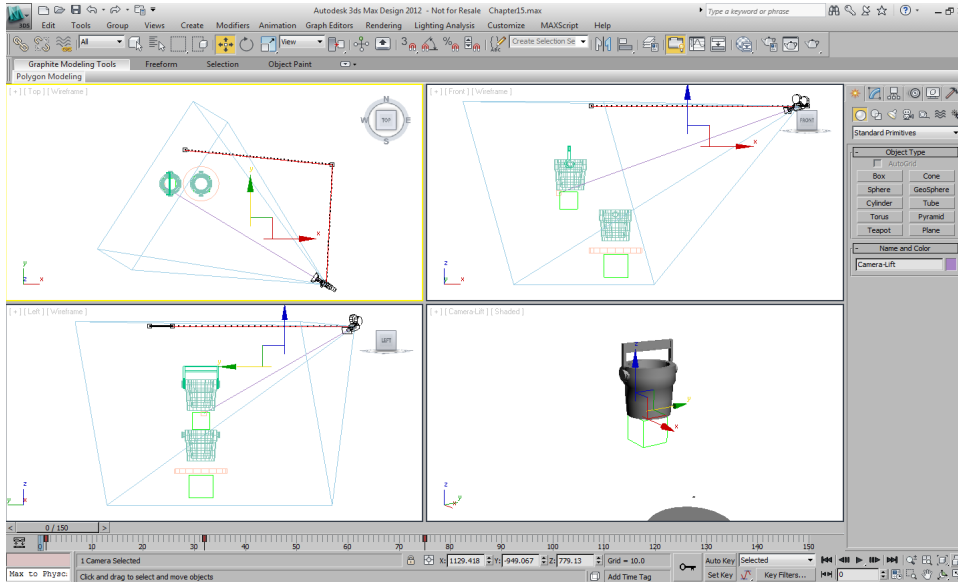 Autodesk 3ds Max Design 2012 - Not for Resale Chapter15.max
Type a keyword or phrase
Edit Tools Group Views Create Modifiers Animation Graph Editors Rendering Lighting Analysis Customize MAXScript Help
All View 3 Create Selection Se
Graphite Modeling Tools Freeform Selection Object Paint
Polygon Modeling
[ + ] [ Top ] [ Wireframe ]
[ + ] [ Front ] [ Wireframe ]
N
W TOP E
S
FRONT
y
x
x
y
z x
z
x
Standard Primitives
- Object Type
AutoGrid
Box Cone
Sphere GeoSphere
Cylinder Tube
Torus Pyramid
Teapot Plane
- Name and Color
Camera-Lift
[ + ] [ Left ] [ Wireframe ]
[ + ] [ Camera-Lift ] [ Shaded ]
LEFT
y
z
y x
z
y
x
z
y
x
< 0 / 150 >
0 10 20 30 40 50 60 70 80 90 100 110 120 130 140 150
1 Camera Selected X: 1129.418 Y: -949.067 Z: 779.13 Grid = 10.0 Auto Key Selected
Max to Physc Click and drag to select and move objects Add Time Tag Set Key Key Filters... 0